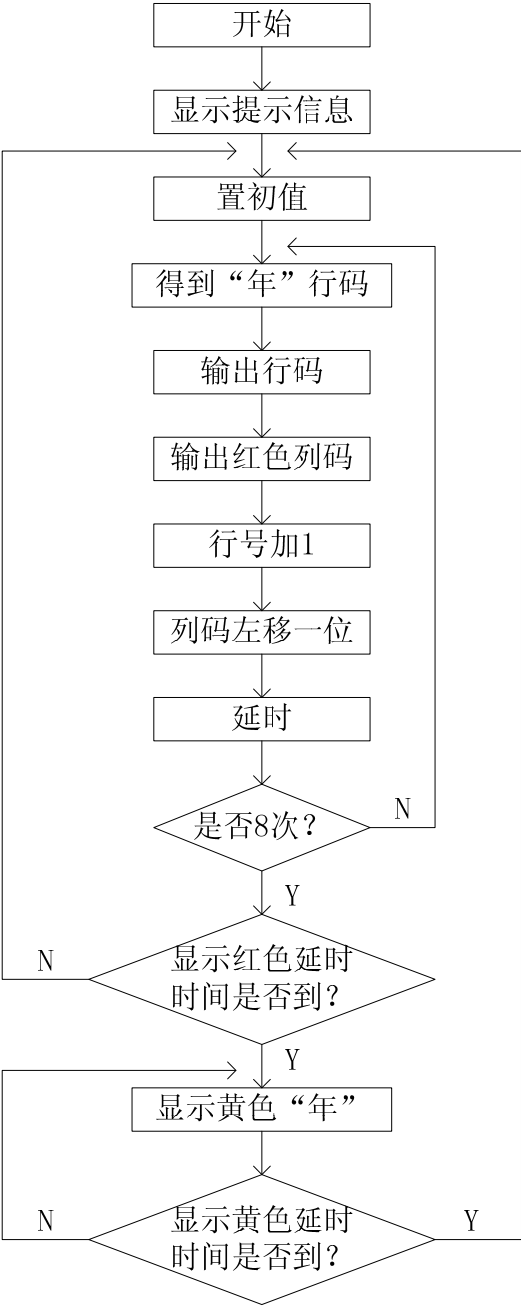 开始
显示提示信息
置初值
得到“年”行码
输出行码
输出红色列码
行号加1
列码左移一位
延时
是否8次？
N
Y
显示红色延时
时间是否到？
N
Y
显示黄色“年”
显示黄色延时
时间是否到？
N
Y